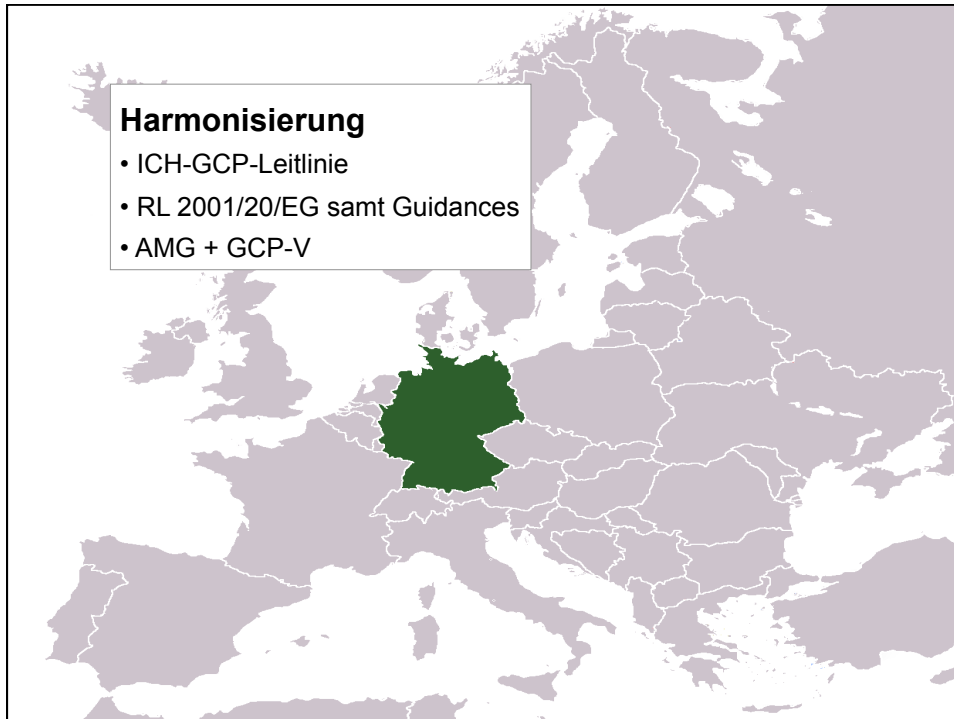 Harmonisierung
• ICH-GCP-Leitlinie
• RL 2001/20/EG samt Guidances
• AMG + GCP-V